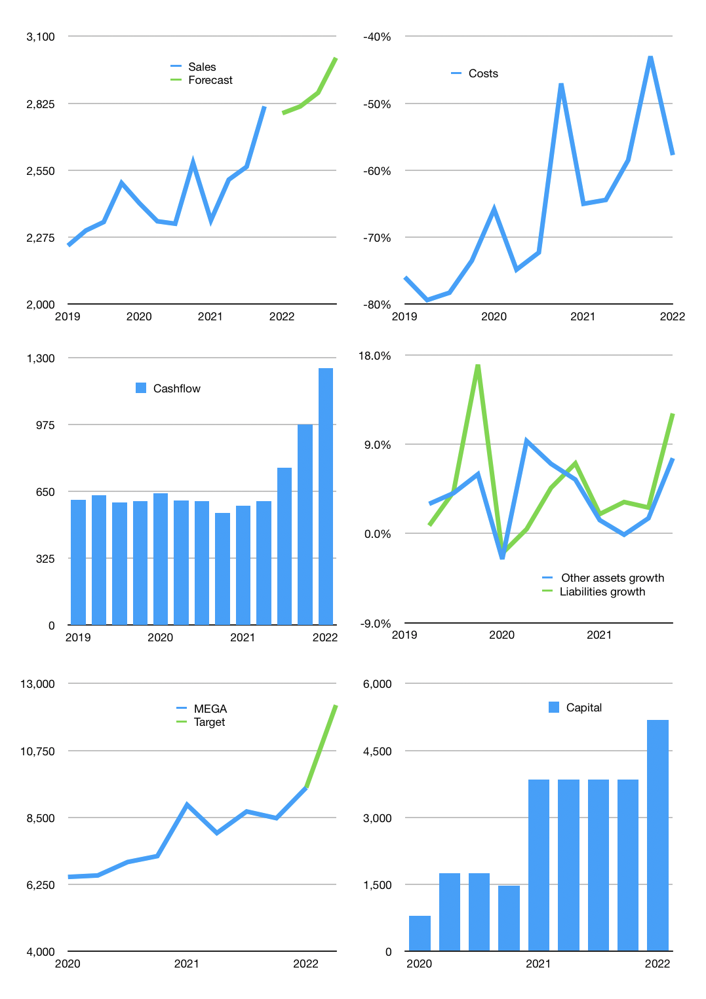 3,100
Sales
Forecast
2,825
2,550
2,275
2,000
2019 2020 2021 2022
-40%
Costs
-50%
-60%
-70%
-80%
2019 2020 2021 2022
1,300
Cashflow
975
650
325
0
2019 2020 2021 2022
18.0%
9.0%
0.0%
Other assets growth
Liabilities growth
-9.0%
2019 2020 2021
13,000
MEGA
Target
10,750
8,500
6,250
4,000
2020 2021 2022
6,000
Capital
4,500
3,000
1,500
0
2020 2021 2022